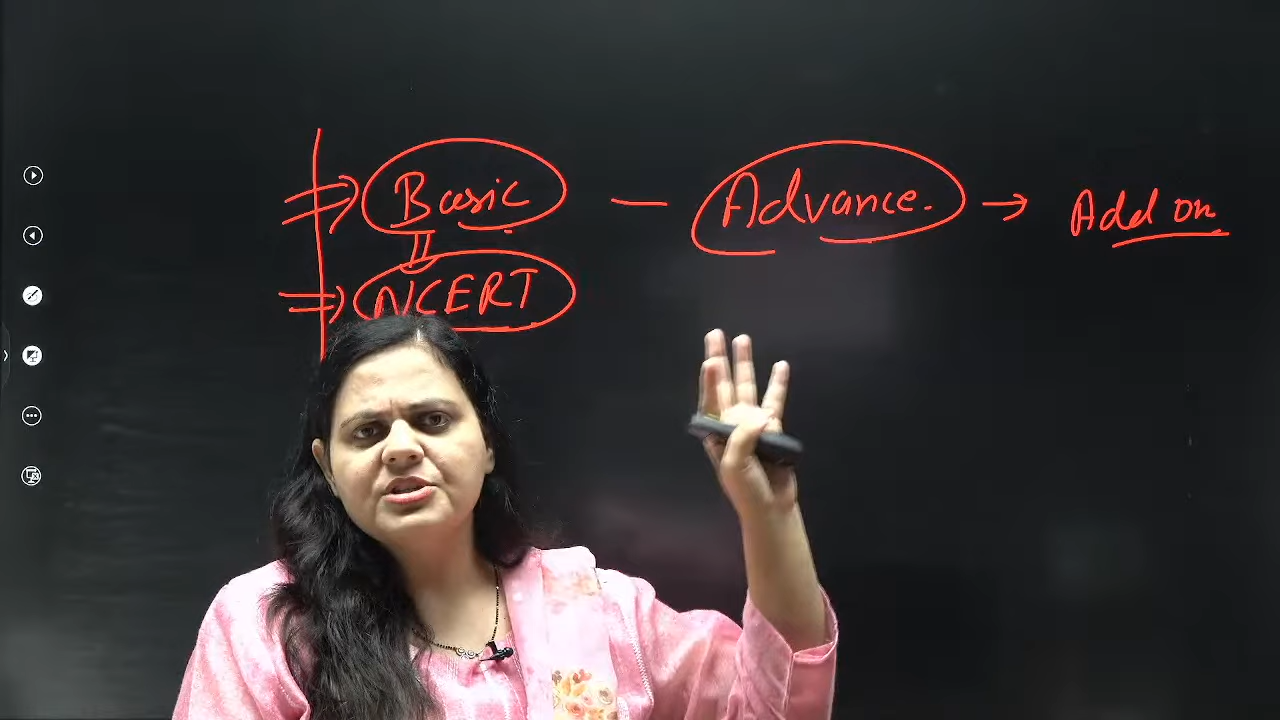 Basic — Advance. → Add on
NCERT